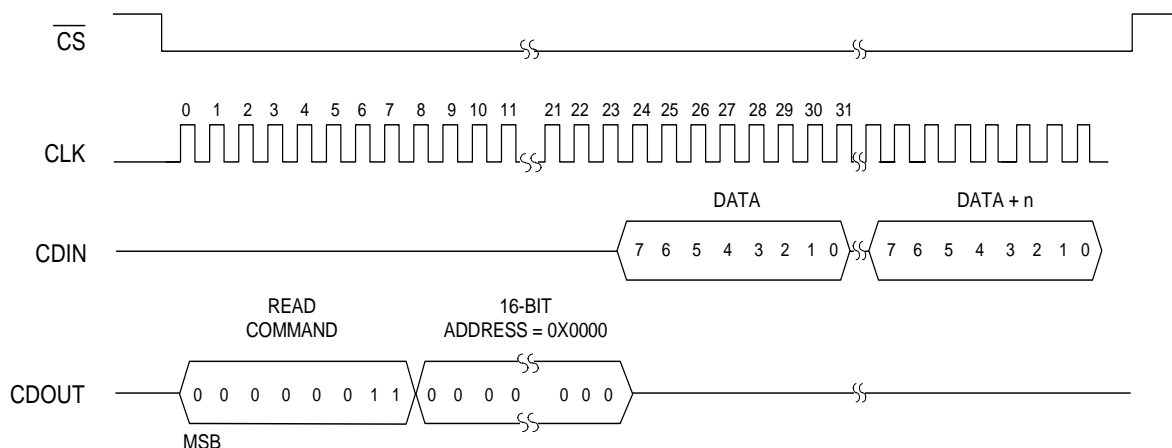 CS
0 1 2 3 4 5 6 7 8 9 10 11 21 22 23 24 25 26 27 28 29 30 31
CLK
DATA DATA + n
CDIN 7 6 5 4 3 2 1 0 7 6 5 4 3 2 1 0
READ 16-BIT
COMMAND ADDRESS = 0X0000
CDOUT 0 0 0 0 0 0 1 1 0 0 0 0 0 0 0
MSB